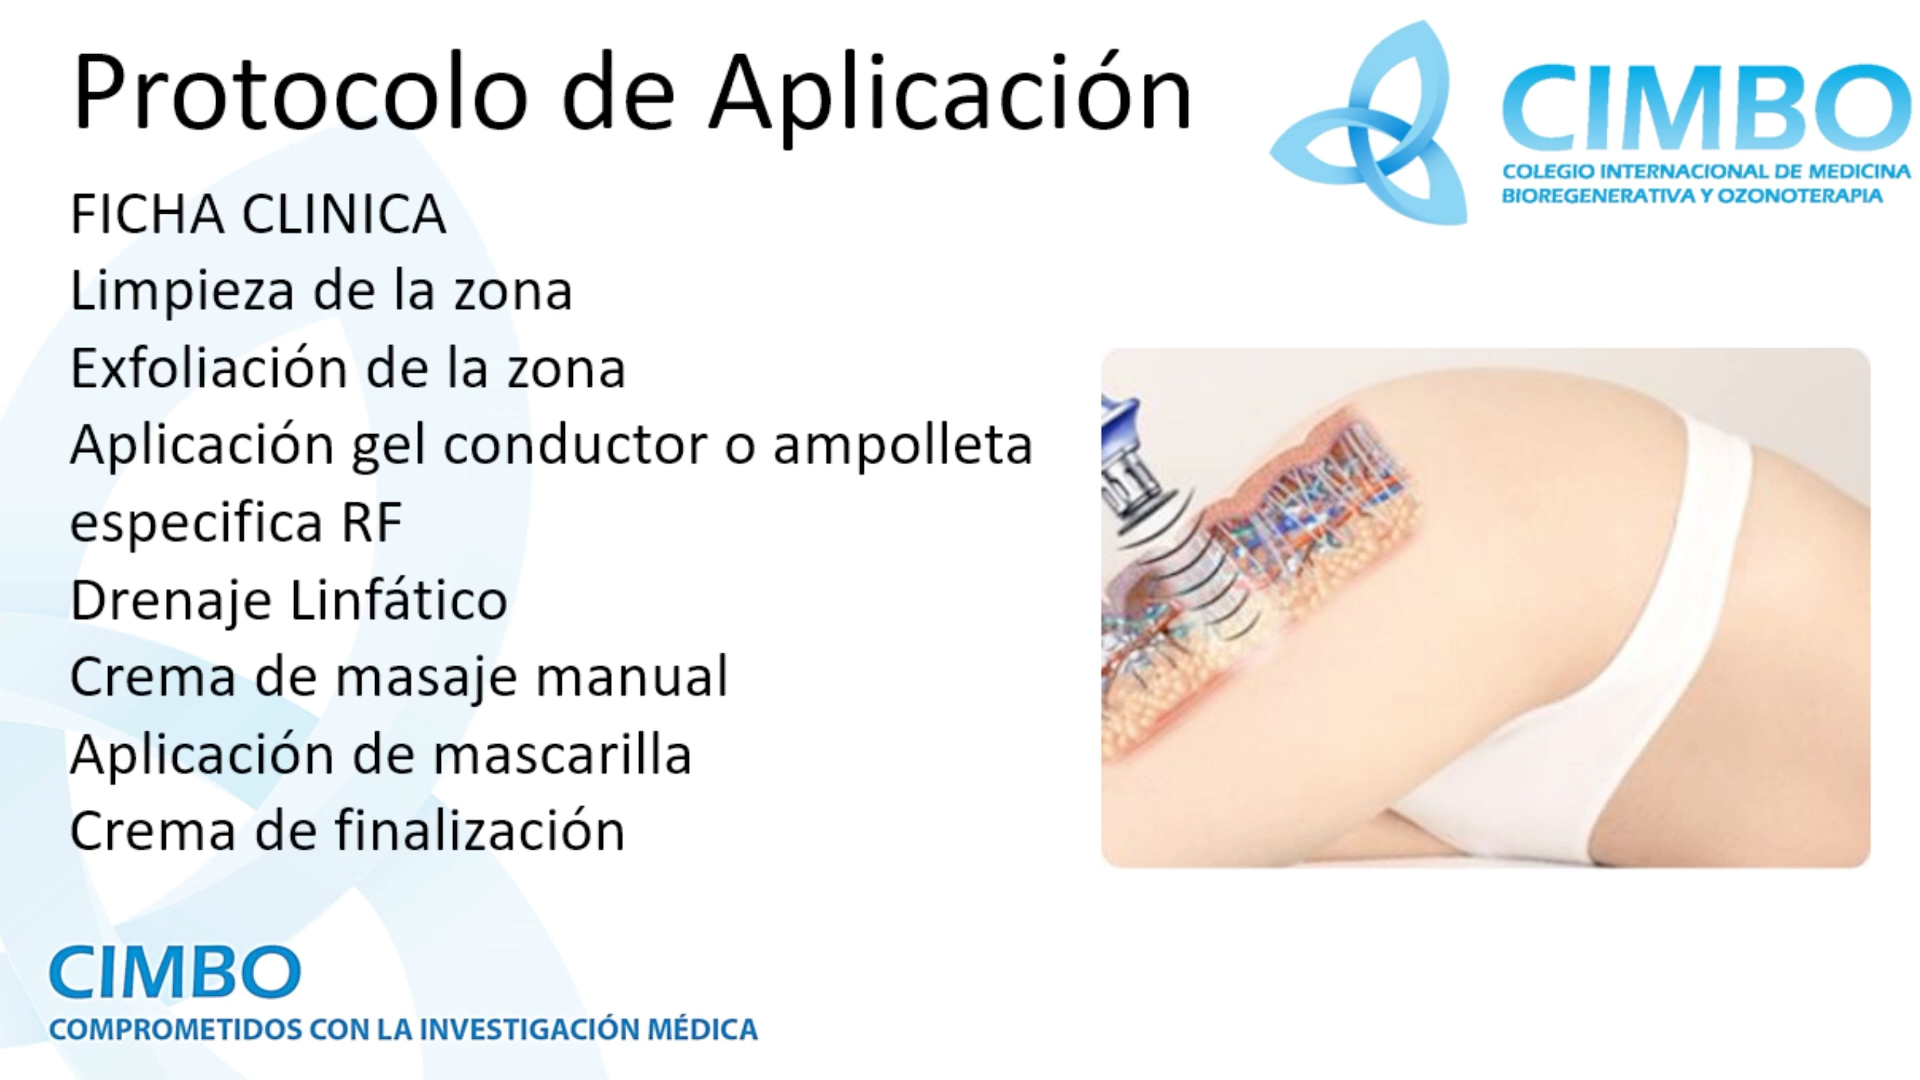 Protocolo de Aplicación
CIMBO
COLEGIO INTERNACIONAL DE MEDICINA
BIOREGENERATIVA Y OZONOTERAPIA
FICHA CLINICA
Limpieza de la zona
Exfoliación de la zona
Aplicación gel conductor o ampolleta
especifica RF
Drenaje Linfático
Crema de masaje manual
Aplicación de mascarilla
Crema de finalización
CIMBO
COMPROMETIDOS CON LA INVESTIGACIÓN MÉDICA